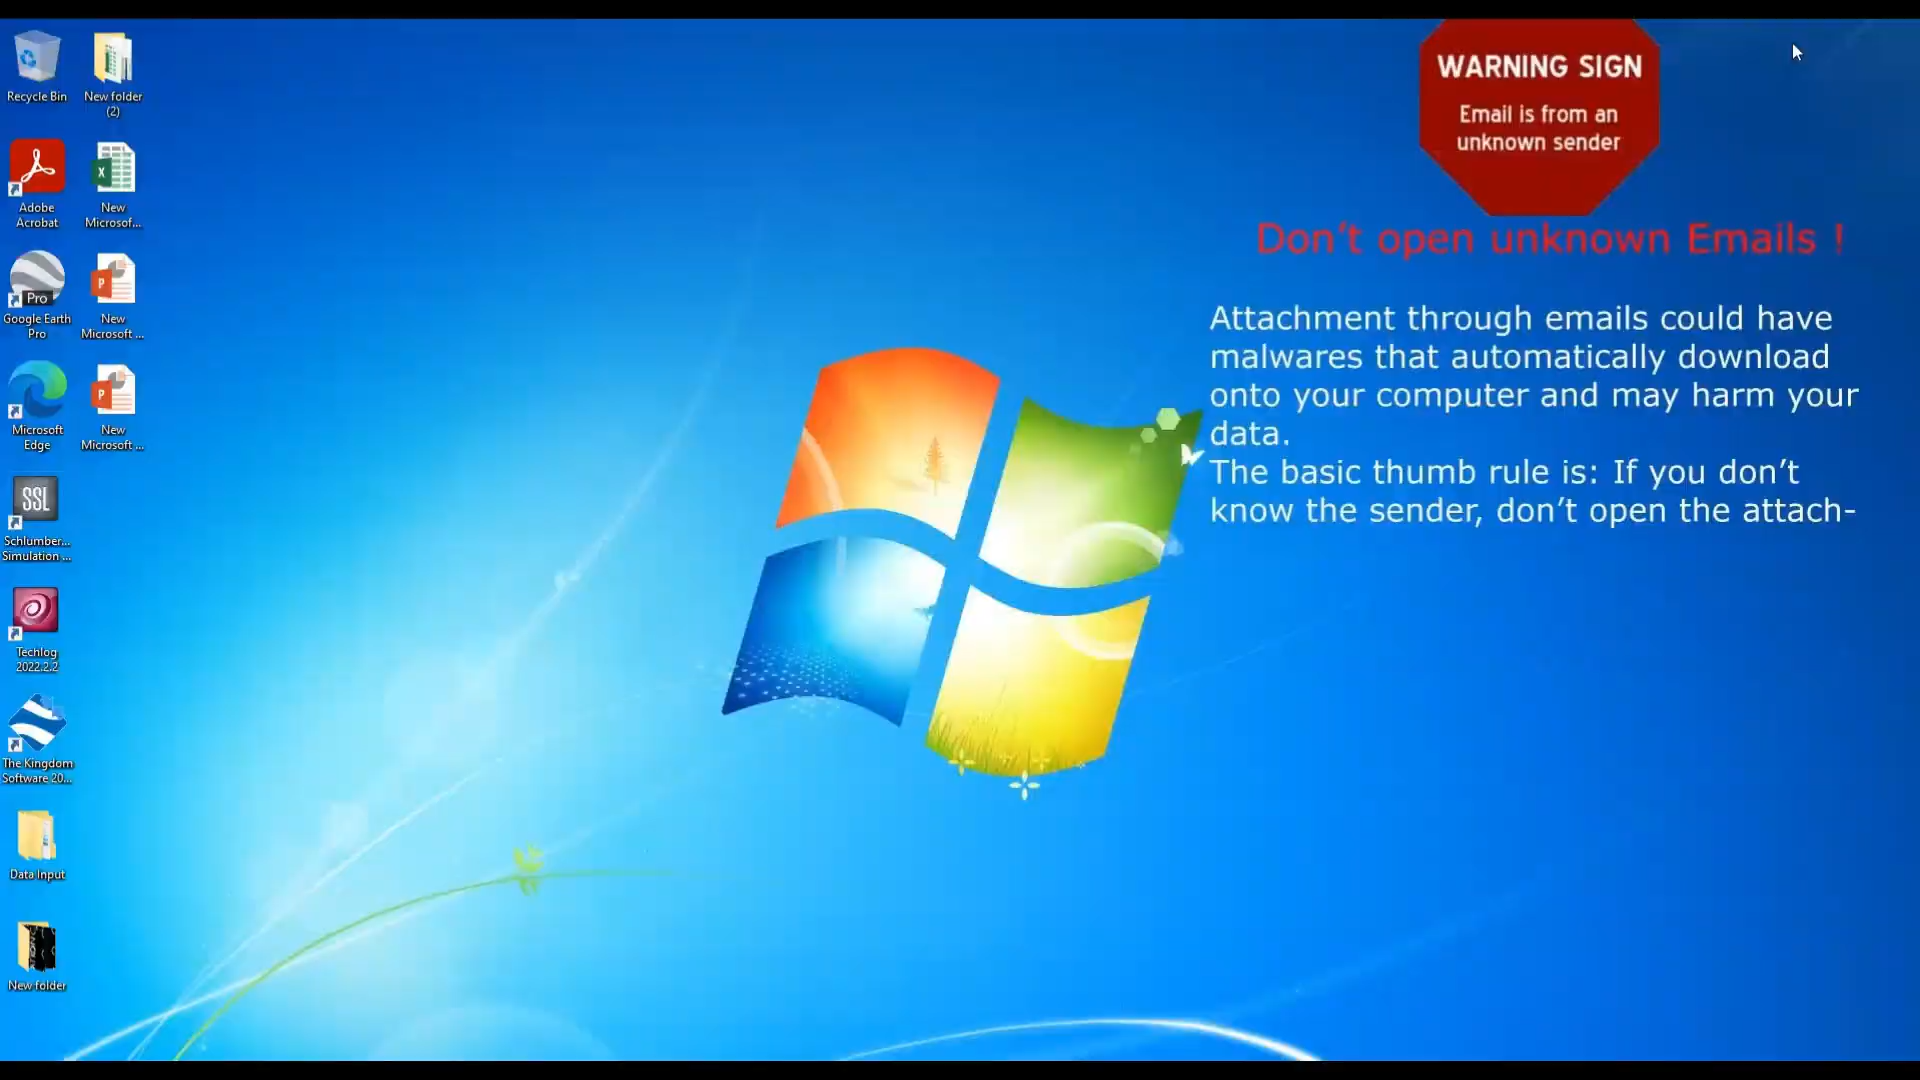 Recycle Bin
New folder
(2)
Adobe
Acrobat
New
Microsof...
Pro
Google Earth
Pro
New
Microsoft ...
Microsoft
Edge
New
Microsoft ...
SSL
Schlumber...
Simulation ...
Techlog
2022.2.2
The Kingdom
Software 20...
Data Input
New folder
WARNING SIGN
Email is from an
unknown sender
Don't open unknown Emails !
Attachment through emails could have
malwares that automatically download
onto your computer and may harm your
data.
The basic thumb rule is: If you don't
know the sender, don't open the attach-